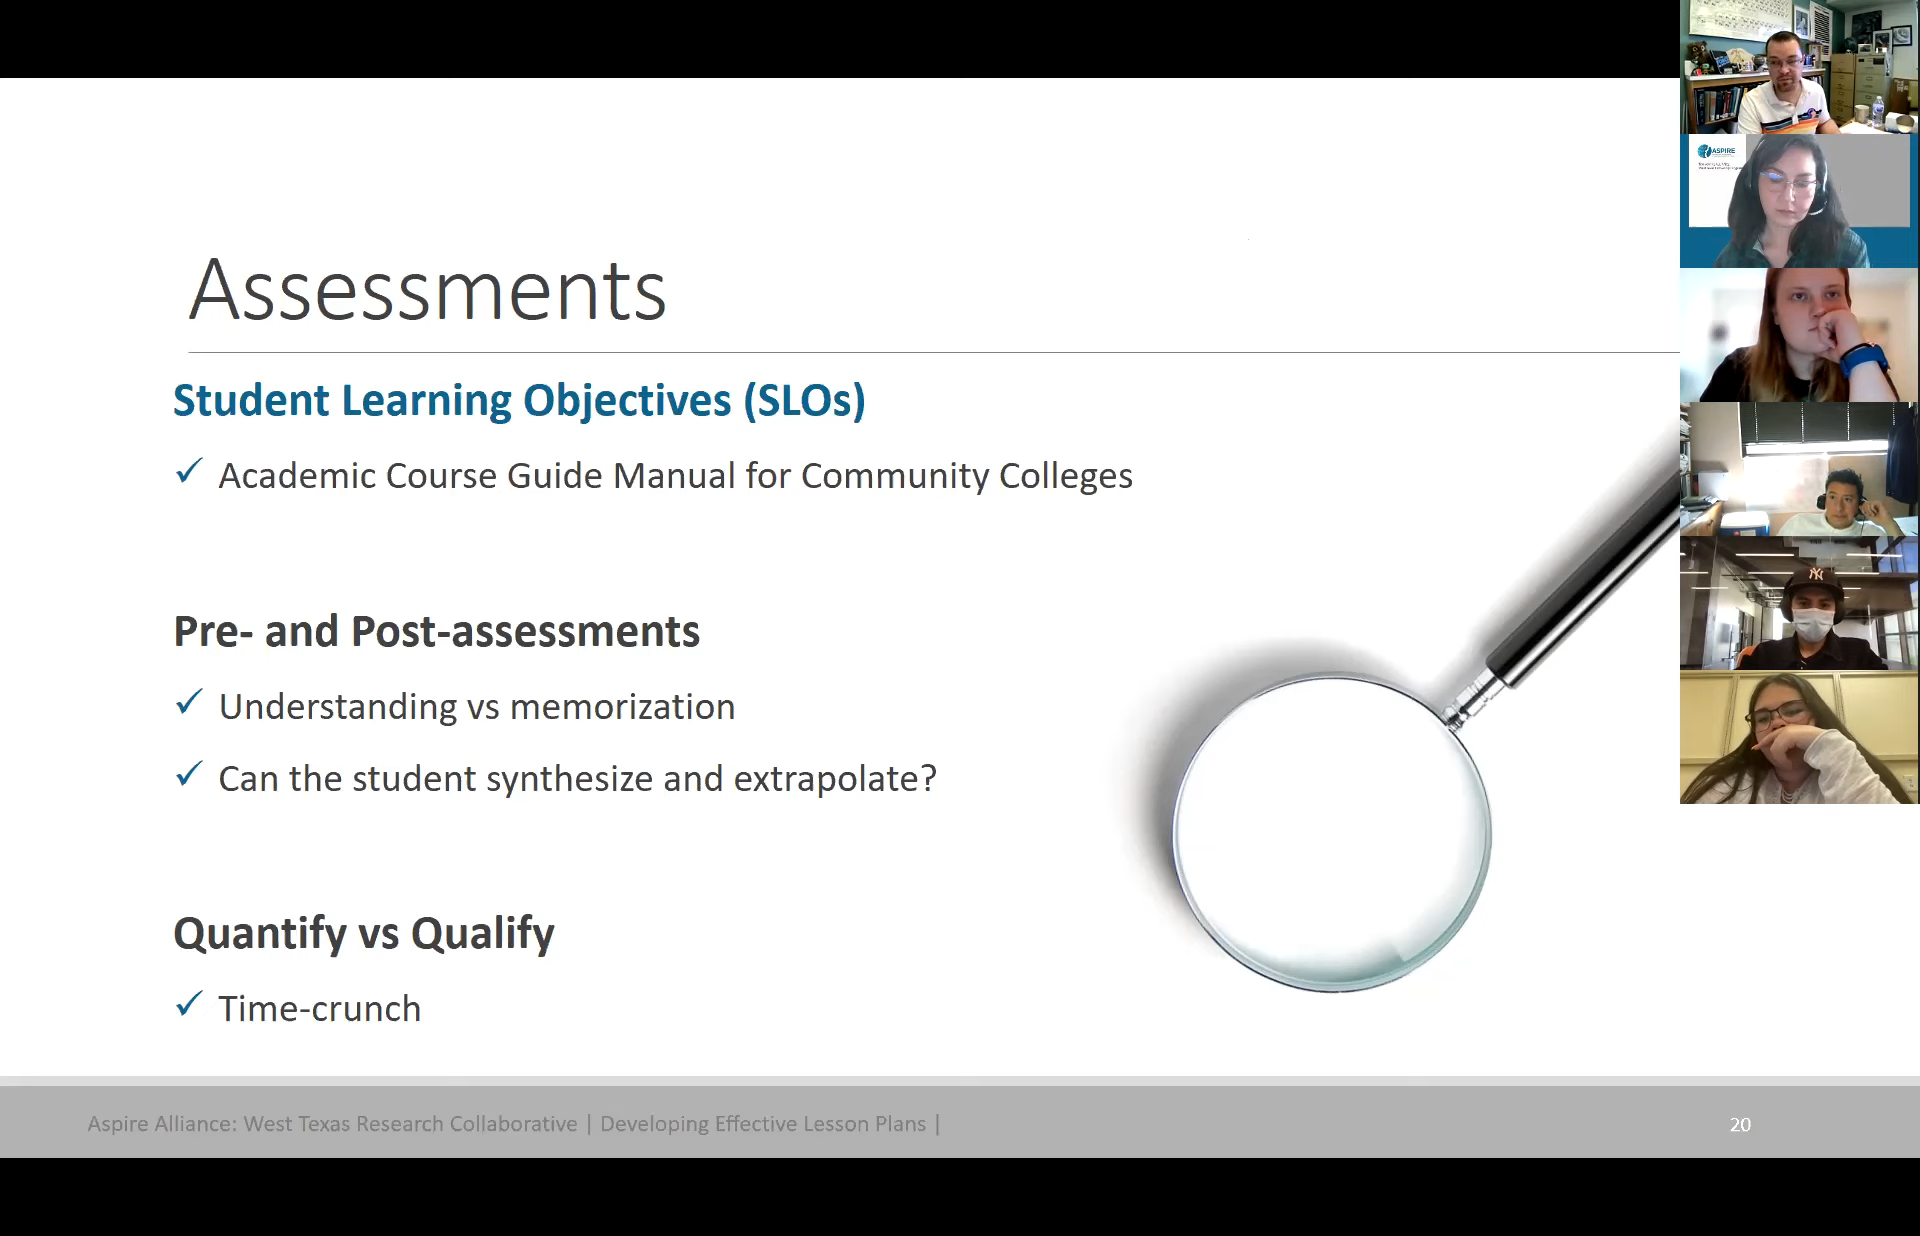 Assessments
Student Learning Objectives (SLOs)
✓ Academic Course Guide Manual for Community Colleges
Pre- and Post-assessments
✓ Understanding vs memorization
✓ Can the student synthesize and extrapolate?
Quantify vs Qualify
✓ Time-crunch
Aspire Alliance: West Texas Research Collaborative | Developing Effective Lesson Plans |
20
ASPIRE
NY